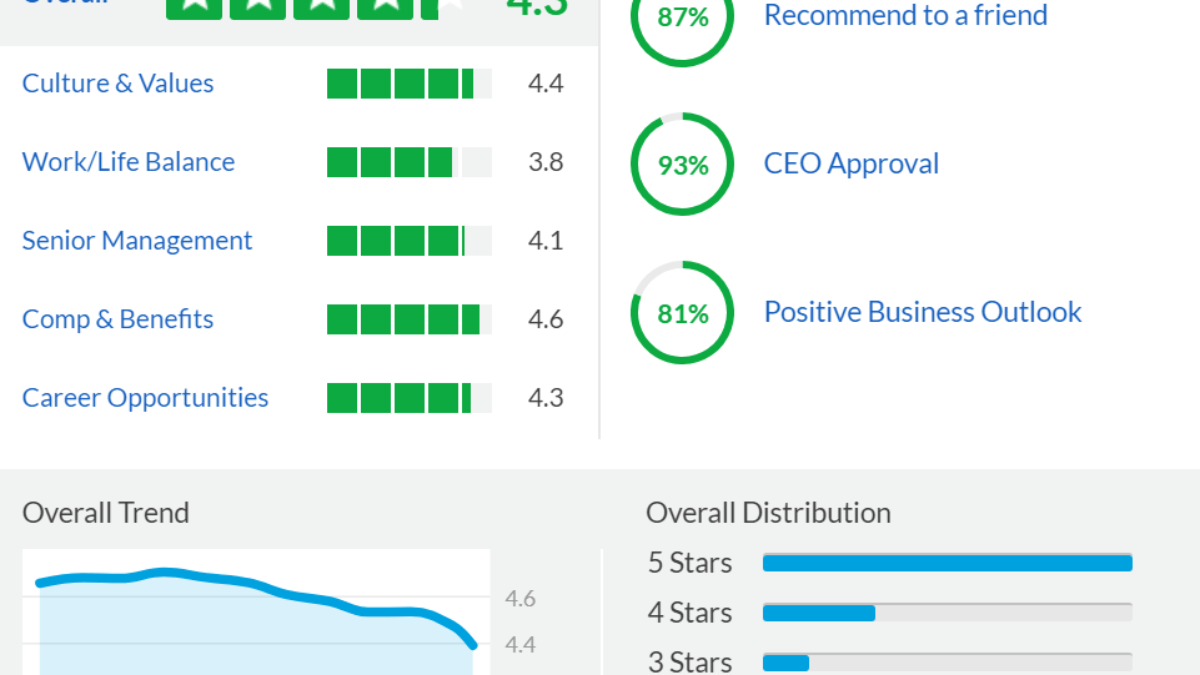 Overall 4.3
Culture & Values 4.4
Work/Life Balance 3.8
Senior Management 4.1
Comp & Benefits 4.6
Career Opportunities 4.3
87% Recommend to a friend
93% CEO Approval
81% Positive Business Outlook
Overall Trend
4.6
4.4
Overall Distribution
5 Stars
4 Stars
3 Stars